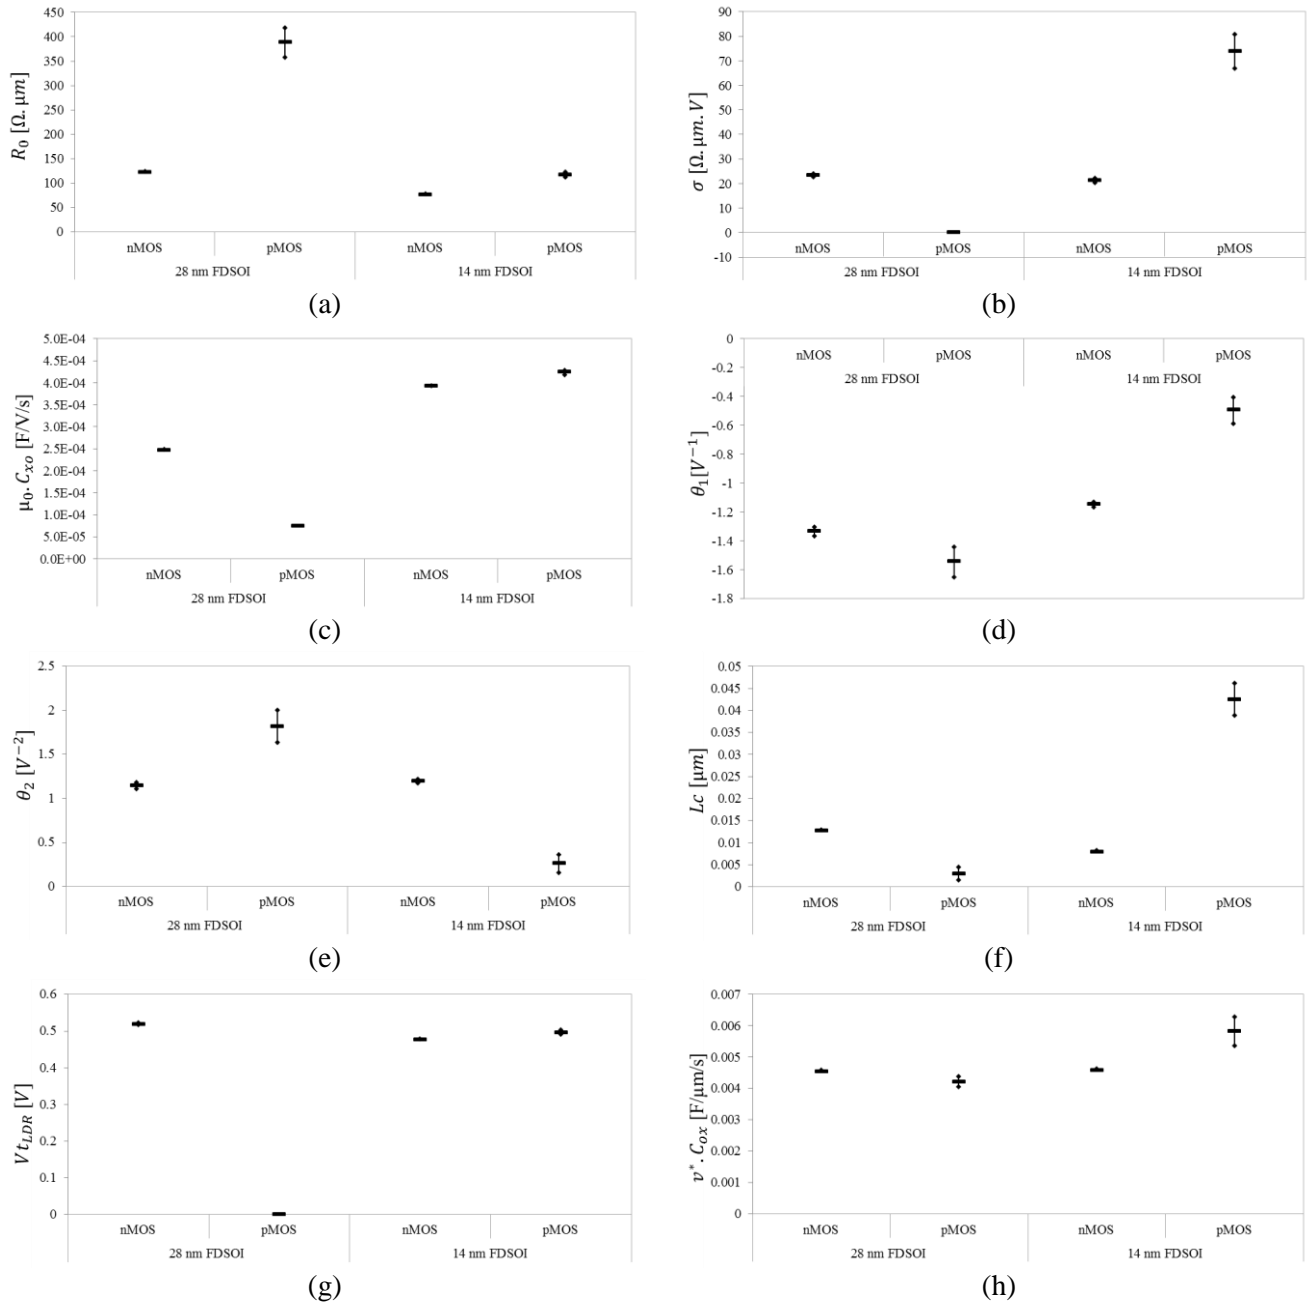 R₀ [Ω.μm]
450
400
350
300
250
200
150
100
50
0
nMOS pMOS nMOS pMOS
28 nm FDSOI 14 nm FDSOI
(a)
σ [Ω.μm.V]
90
80
70
60
50
40
30
20
10
0
-10
nMOS pMOS nMOS pMOS
28 nm FDSOI 14 nm FDSOI
(b)
μ₀.Cₓₒ [F/V/s]
5.0E-04
4.5E-04
4.0E-04
3.5E-04
3.0E-04
2.5E-04
2.0E-04
1.5E-04
1.0E-04
5.0E-05
0.0E+00
nMOS pMOS nMOS pMOS
28 nm FDSOI 14 nm FDSOI
(c)
θ₁[V⁻¹]
0
-0.2
-0.4
-0.6
-0.8
-1
-1.2
-1.4
-1.6
-1.8
nMOS pMOS nMOS pMOS
28 nm FDSOI 14 nm FDSOI
(d)
θ₂ [V⁻²]
2.5
2
1.5
1
0.5
0
nMOS pMOS nMOS pMOS
28 nm FDSOI 14 nm FDSOI
(e)
Lc [μm]
0.05
0.045
0.04
0.035
0.03
0.025
0.02
0.015
0.01
0.005
0
nMOS pMOS nMOS pMOS
28 nm FDSOI 14 nm FDSOI
(f)
Vt_LDR [V]
0.6
0.5
0.4
0.3
0.2
0.1
0
nMOS pMOS nMOS pMOS
28 nm FDSOI 14 nm FDSOI
(g)
v*.Cₒₓ [F/μm/s]
0.007
0.006
0.005
0.004
0.003
0.002
0.001
0
nMOS pMOS nMOS pMOS
28 nm FDSOI 14 nm FDSOI
(h)